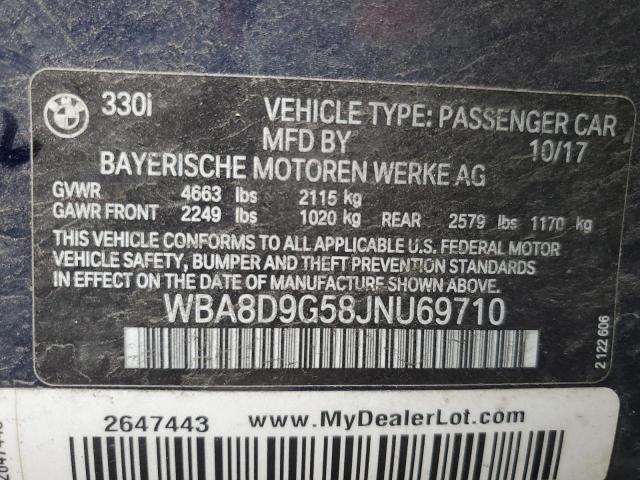 330i VEHICLE TYPE: PASSENGER CAR
MFD BY 10/17
BAYERISCHE MOTOREN WERKE AG
GVWR 4663 lbs 2115 kg
GAWR FRONT 2249 lbs 1020 kg REAR 2579 lbs 1170 kg
THIS VEHICLE CONFORMS TO ALL APPLICABLE U.S. FEDERAL MOTOR
VEHICLE SAFETY, BUMPER AND THEFT PREVENTION STANDARDS
IN EFFECT ON THE DATE OF MANUFACTURE SHOWN ABOVE.
WBA8D9G58JNU69710
2 122 606
2647443 www.MyDealerLot.com